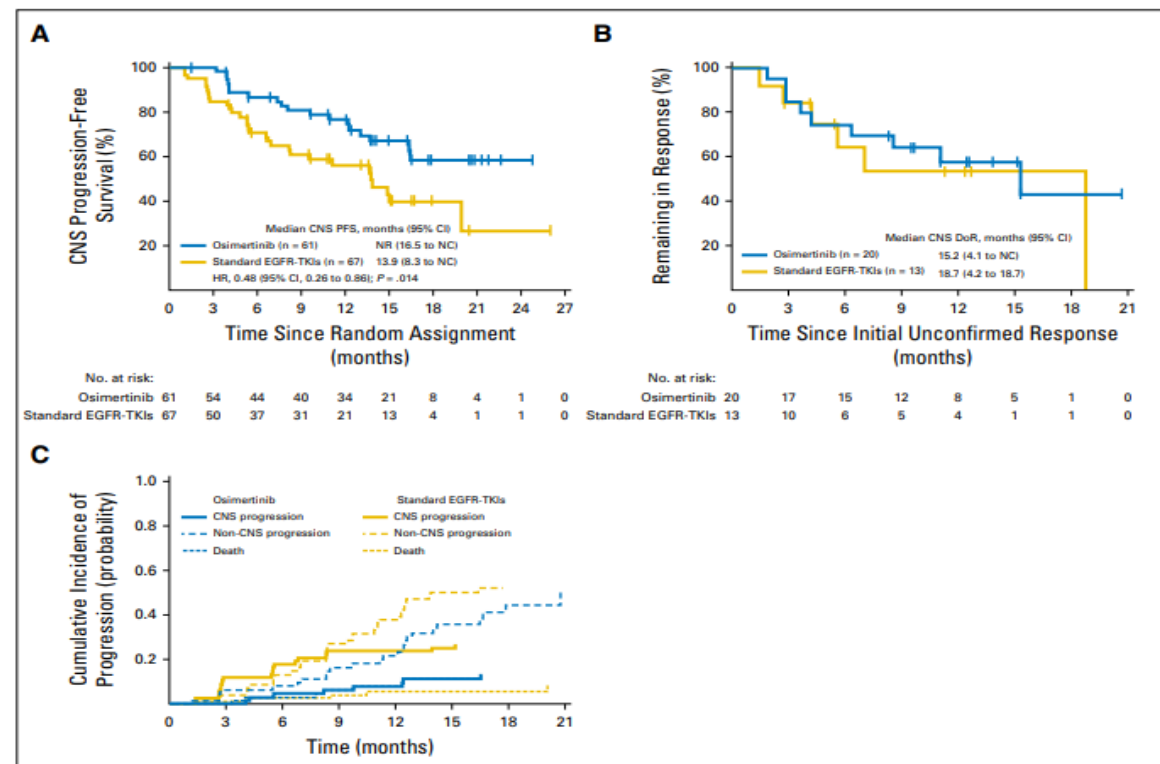 A
CNS Progression-Free
Survival (%)
100
80
60
40
20
Median CNS PFS, months (95% CI)
Osimertinib (n = 61) NR (16.5 to NC)
Standard EGFR-TKIs (n = 67) 13.9 (8.3 to NC)
HR, 0.48 (95% CI, 0.26 to 0.86); P = .014
0 3 6 9 12 15 18 21 24 27
Time Since Random Assignment
(months)
No. at risk:
Osimertinib 61 54 44 40 34 21 8 4 1 0
Standard EGFR-TKIs 67 50 37 31 21 13 4 1 1 0
B
Remaining in Response (%)
100
80
60
40
20
Median CNS DoR, months (95% CI)
Osimertinib (n = 20) 15.2 (4.1 to NC)
Standard EGFR-TKIs (n = 13) 18.7 (4.2 to 18.7)
0 3 6 9 12 15 18 21
Time Since Initial Unconfirmed Response
(months)
No. at risk:
Osimertinib 20 17 15 12 8 5 1 0
Standard EGFR-TKIs 13 10 6 5 4 1 1 0
C
Cumulative Incidence of
Progression (probability)
1.0
0.8
0.6
0.4
0.2
Osimertinib Standard EGFR-TKIs
CNS progression CNS progression
Non-CNS progression Non-CNS progression
Death Death
0 3 6 9 12 15 18 21
Time (months)